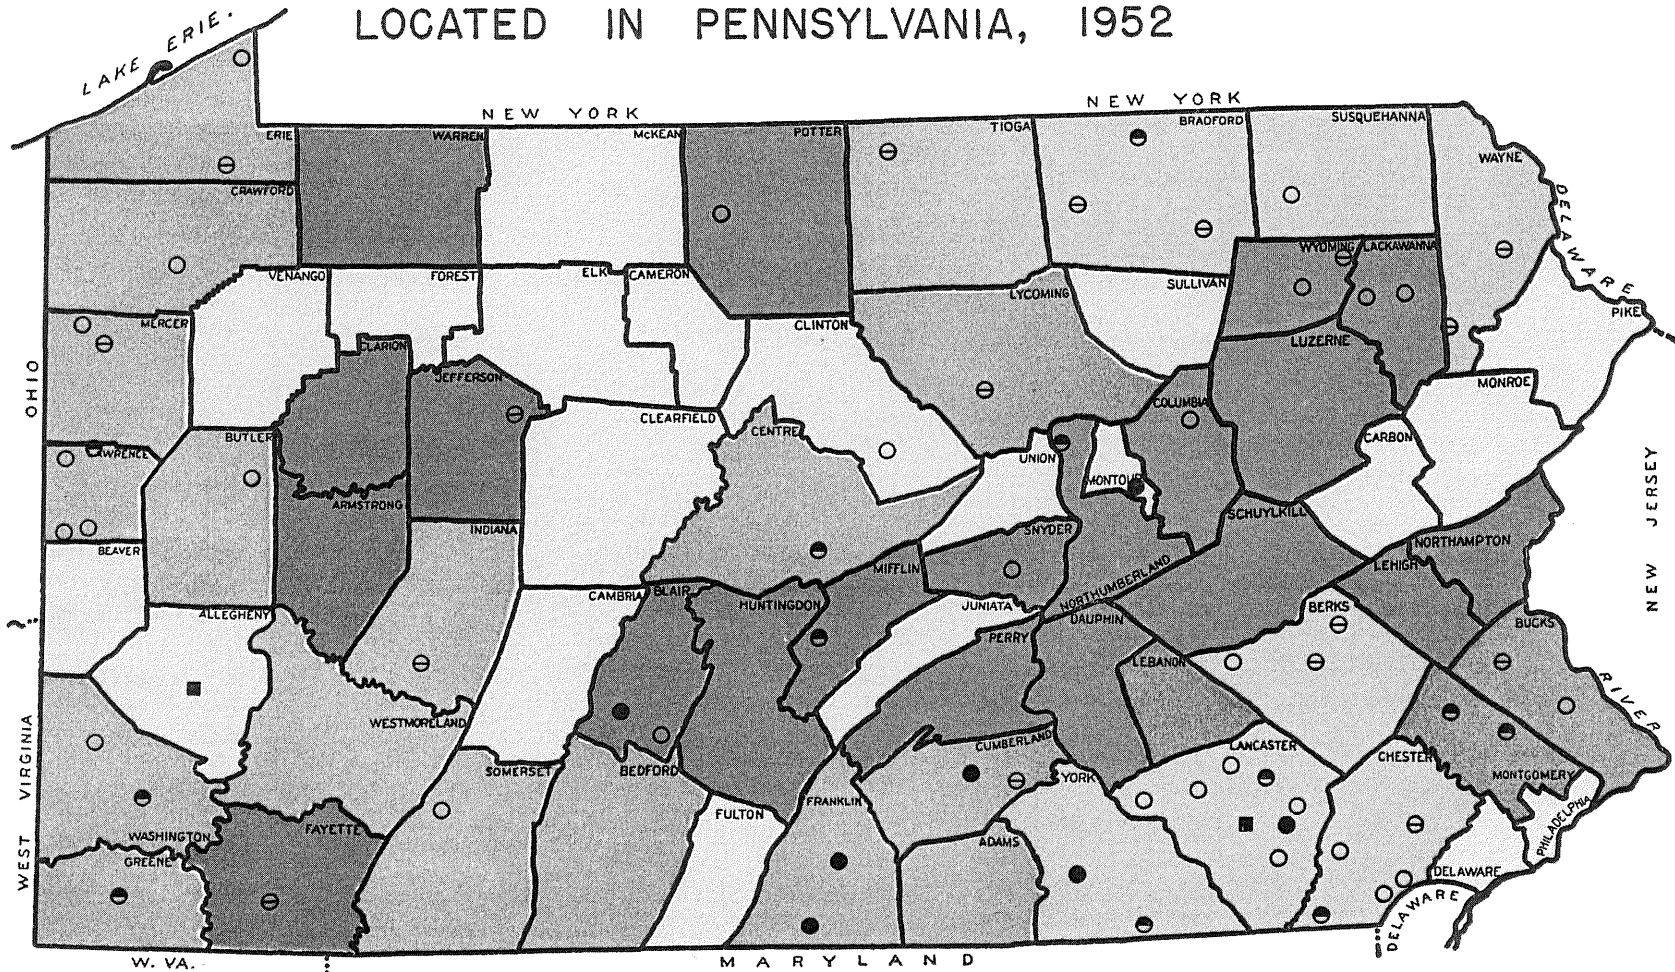 LOCATED IN PENNSYLVANIA, 1952
LAKE ERIE.
NEW YORK
NEW YORK
ERIE
WARREN
McKEAN
POTTER
TIOGA
BRADFORD
SUSQUEHANNA
WAYNE
CRAWFORD
DELAWARE
WYOMING
LACKAWANNA
VENANGO
FOREST
ELK
CAMERON
LYCOMING
SULLIVAN
PIKE
MERCER
CLINTON
LUZERNE
CLARION
JEFFERSON
MONROE
OHIO
COLUMBIA
CLEARFIELD
CENTRE
BUTLER
CARBON
LAWRENCE
UNION
MONTOUR
ARMSTRONG
SCHUYLKILL
INDIANA
SNYDER
NEW JERSEY
BEAVER
NORTHAMPTON
MIFFLIN
LEHIGH
NORTHUMBERLAND
CAMBRIA
BLAIR
HUNTINGDON
JUNIATA
BERKS
ALLEGHENY
PERRY
DAUPHIN
BUCKS
LEBANON
RIVER
WESTMORELAND
CUMBERLAND
LANCASTER
CHESTER
SOMERSET
BEDFORD
YORK
MONTGOMERY
WEST VIRGINIA
FRANKLIN
FULTON
PHILADELPHIA
WASHINGTON
FAYETTE
ADAMS
GREENE
DELAWARE
DELAWARE
W. VA.
MARYLAND